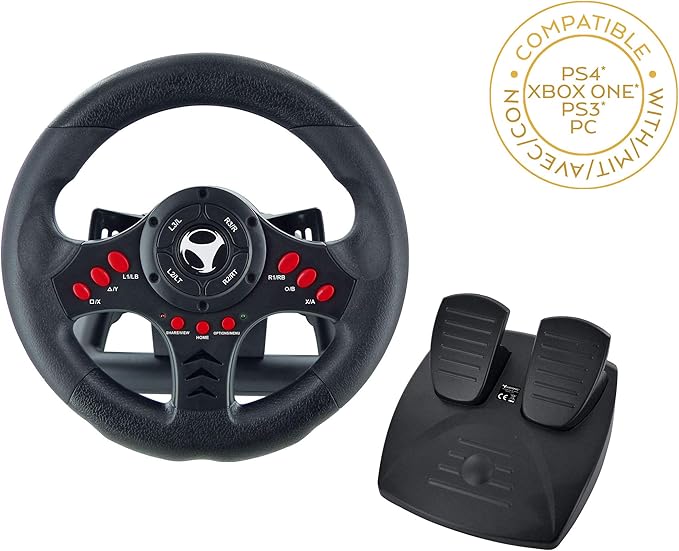 COMPATIBLE
WITH/MIT/AVEC/CON
PS4*
XBOX ONE*
PS3*
PC
L3/L
R3/R
L2/LT
R2/RT
L1/LB
R1/RB
△/Y
O/B
□/X
X/A
SHARE/VIEW
HOME
OPTIONS/MENU
CE